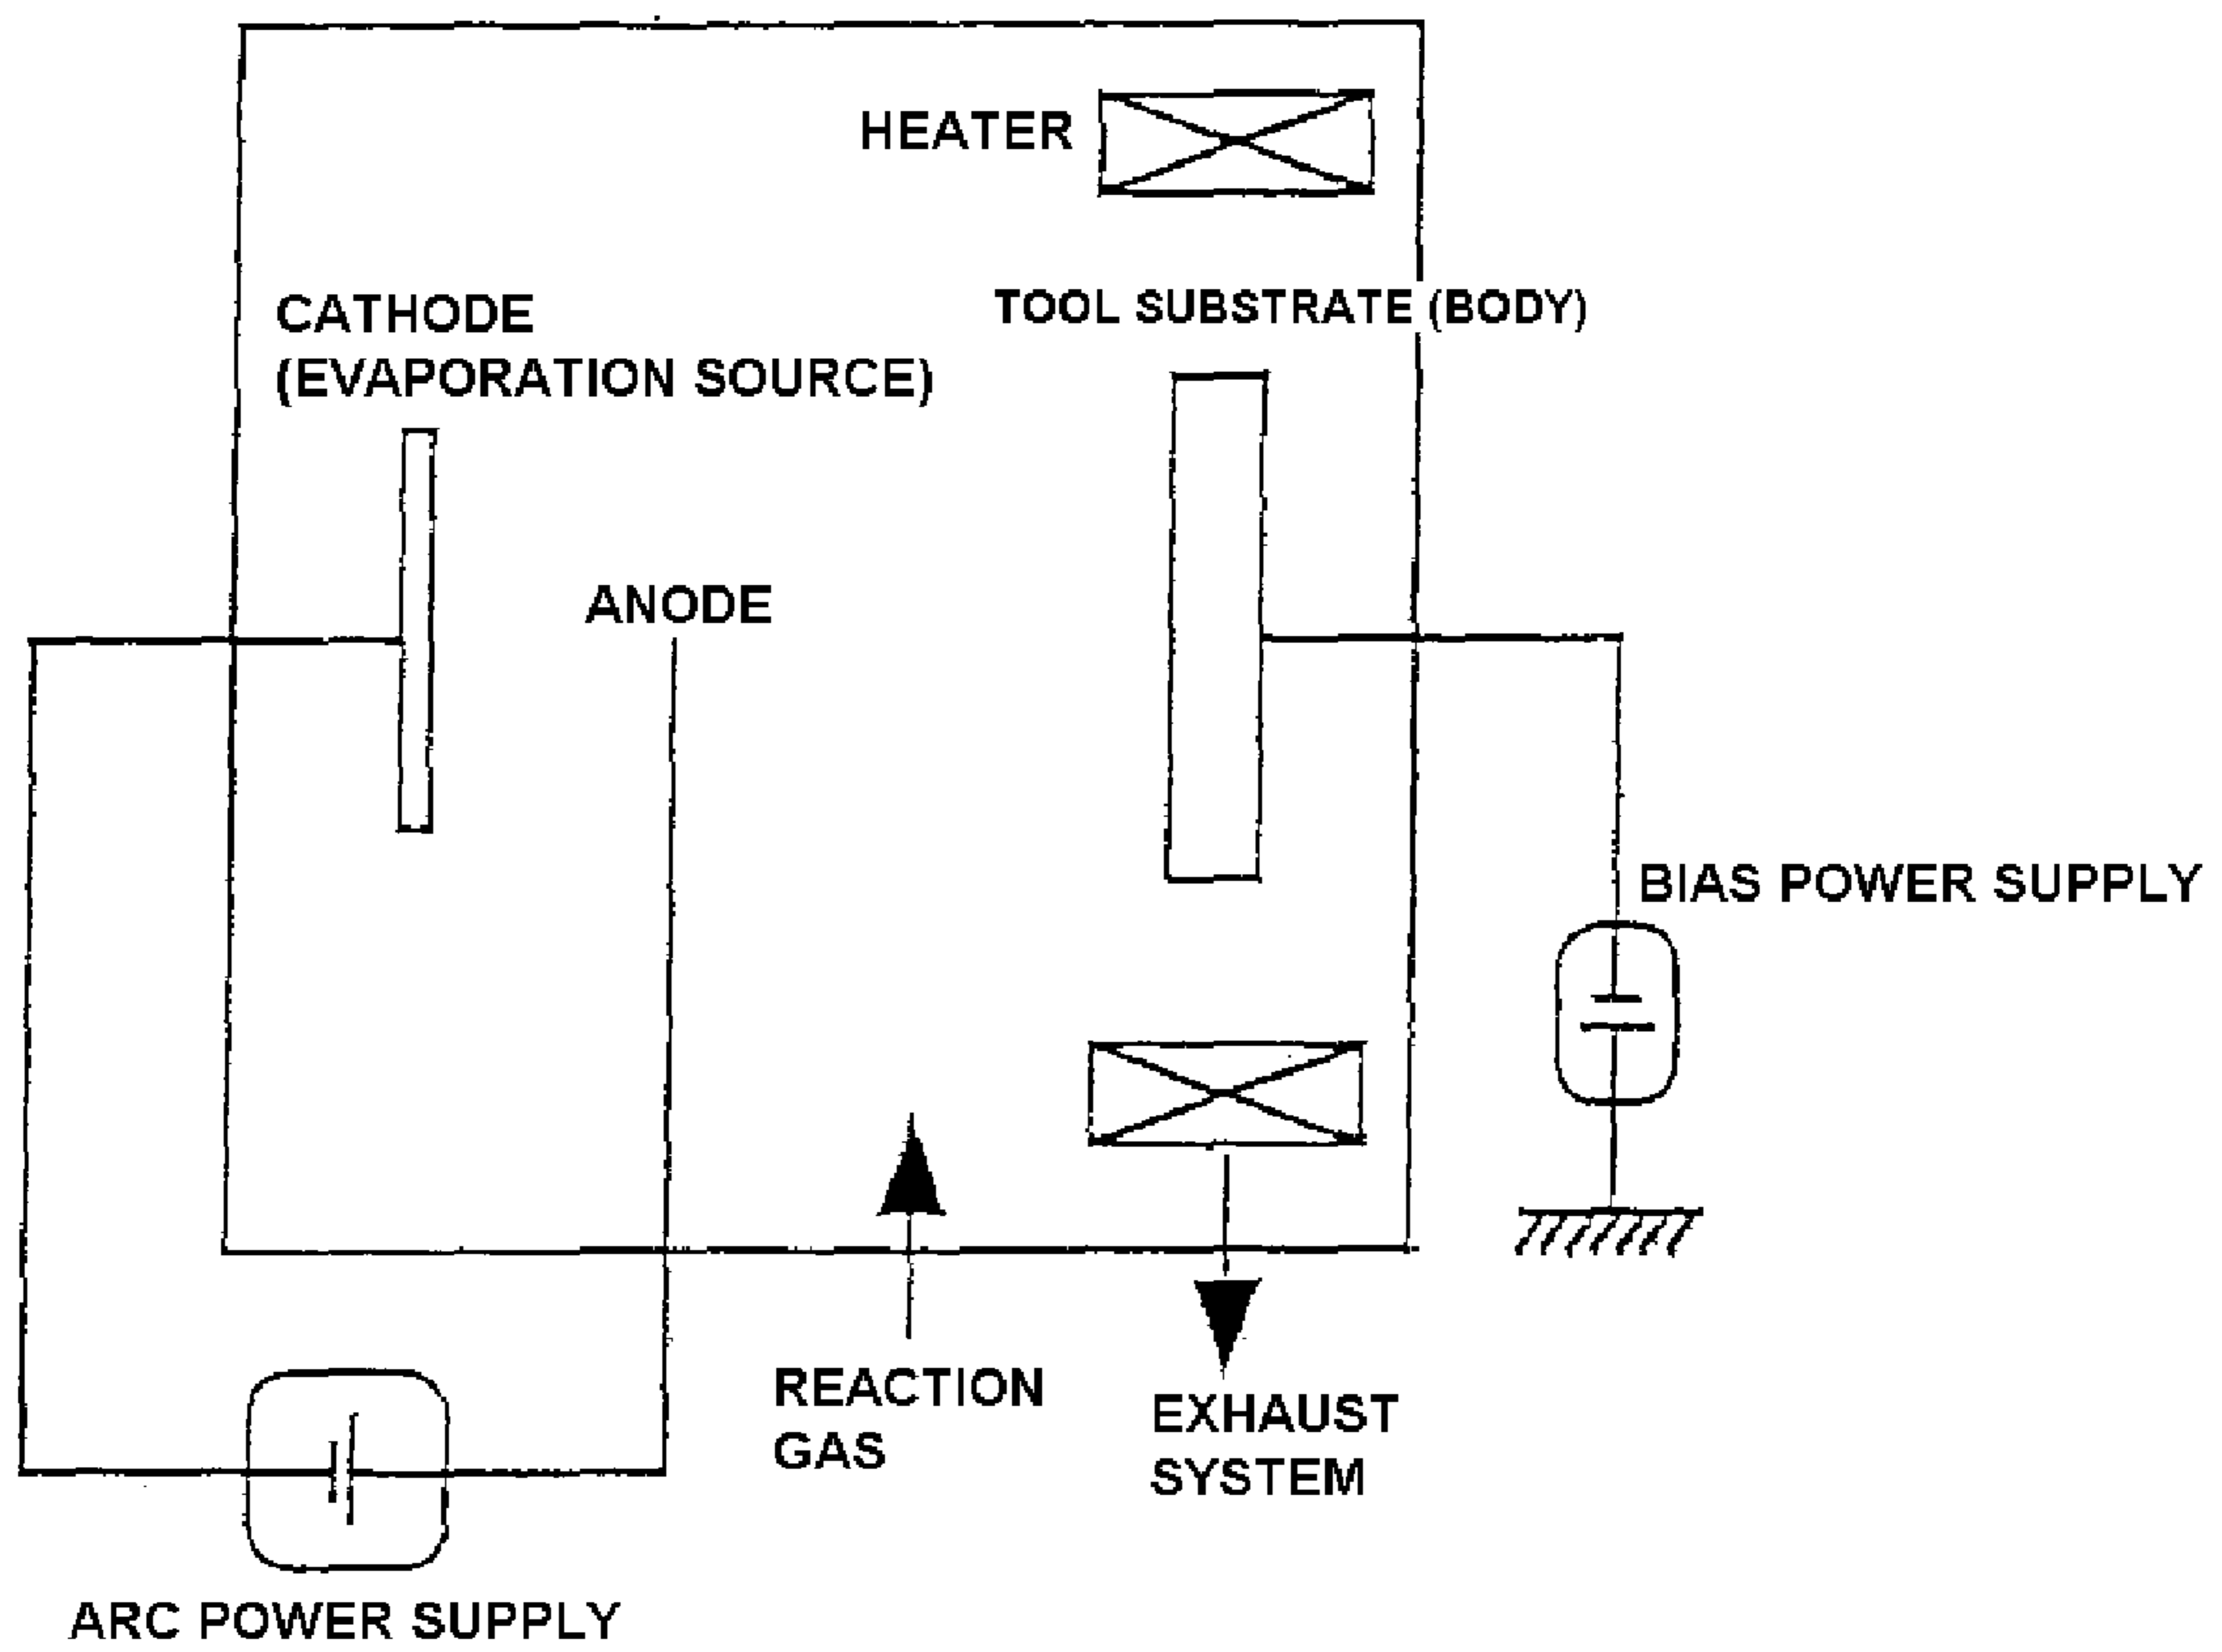 HEATER
TOOL SUBSTRATE (BODY)
CATHODE
(EVAPORATION SOURCE)
ANODE
BIAS POWER SUPPLY
REACTION
GAS
EXHAUST
SYSTEM
ARC POWER SUPPLY